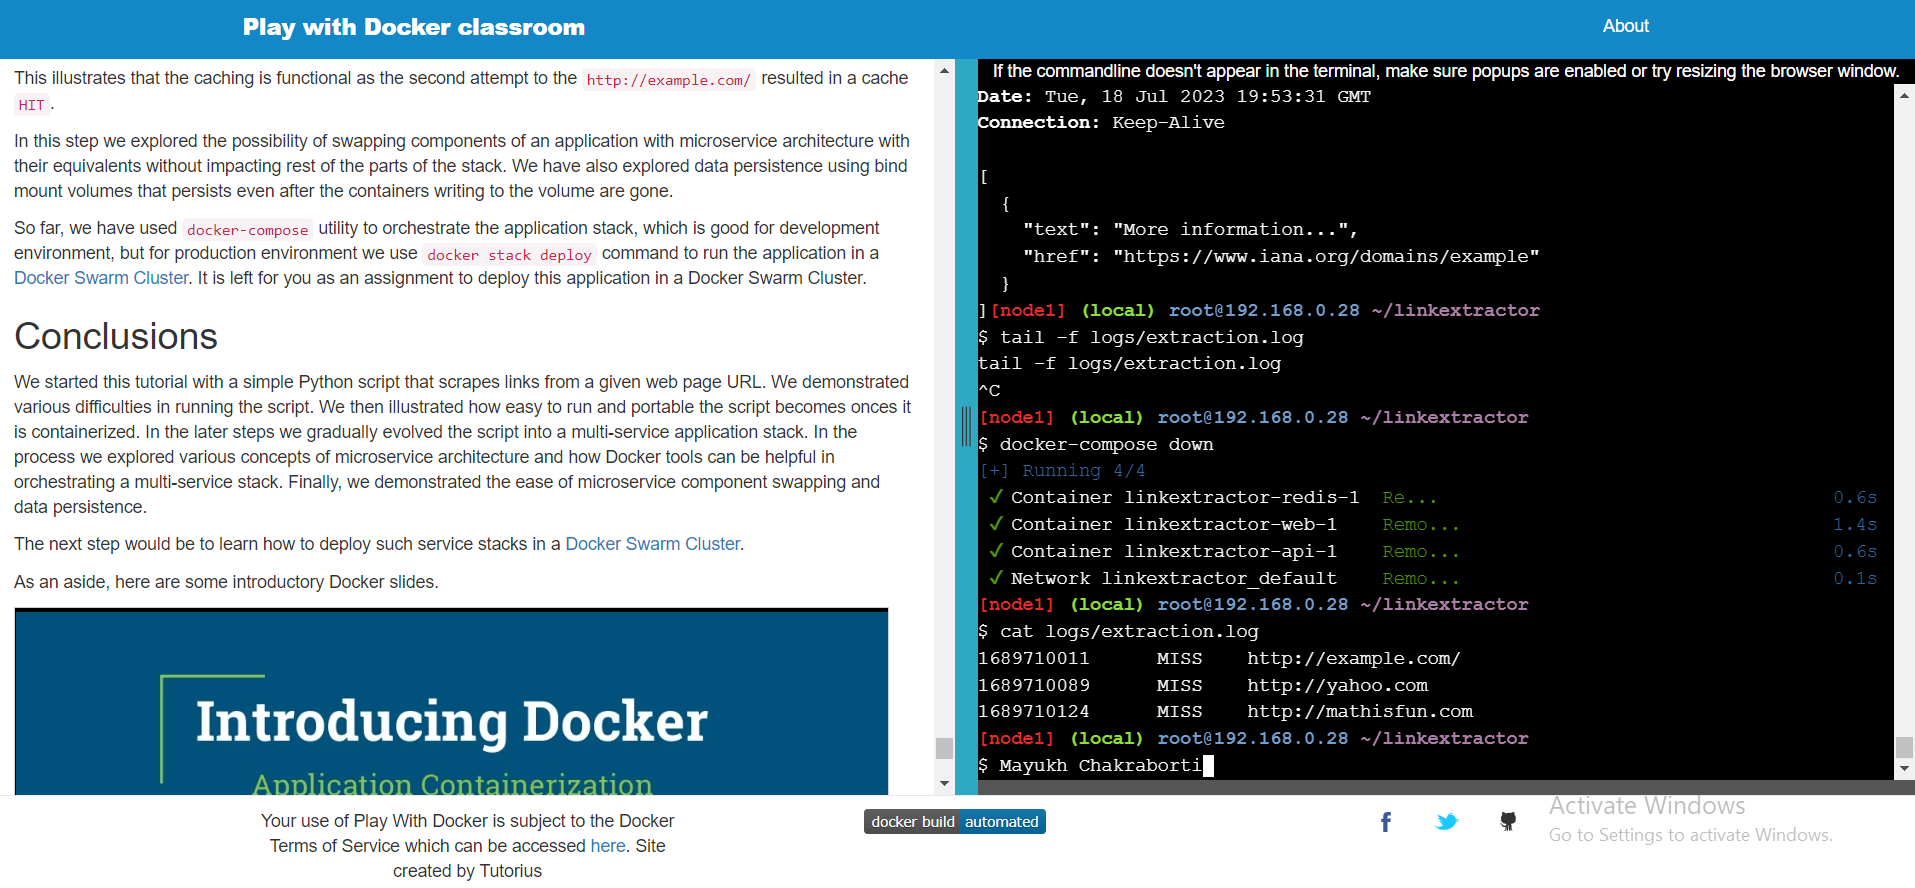 Play with Docker classroom
About
This illustrates that the caching is functional as the second attempt to the http://example.com/ resulted in a cache
HIT .
In this step we explored the possibility of swapping components of an application with microservice architecture with
their equivalents without impacting rest of the parts of the stack. We have also explored data persistence using bind
mount volumes that persists even after the containers writing to the volume are gone.
So far, we have used docker-compose utility to orchestrate the application stack, which is good for development
environment, but for production environment we use docker stack deploy command to run the application in a
Docker Swarm Cluster. It is left for you as an assignment to deploy this application in a Docker Swarm Cluster.
Conclusions
We started this tutorial with a simple Python script that scrapes links from a given web page URL. We demonstrated
various difficulties in running the script. We then illustrated how easy to run and portable the script becomes onces it
is containerized. In the later steps we gradually evolved the script into a multi-service application stack. In the
process we explored various concepts of microservice architecture and how Docker tools can be helpful in
orchestrating a multi-service stack. Finally, we demonstrated the ease of microservice component swapping and
data persistence.
The next step would be to learn how to deploy such service stacks in a Docker Swarm Cluster.
As an aside, here are some introductory Docker slides.
Introducing Docker
Application Containerization
If the commandline doesn't appear in the terminal, make sure popups are enabled or try resizing the browser window.
Date: Tue, 18 Jul 2023 19:53:31 GMT
Connection: Keep-Alive
[
{
"text": "More information...",
"href": "https://www.iana.org/domains/example"
}
][node1] (local) root@192.168.0.28 ~/linkextractor
$ tail -f logs/extraction.log
tail -f logs/extraction.log
^C
[node1] (local) root@192.168.0.28 ~/linkextractor
$ docker-compose down
[+] Running 4/4
✓ Container linkextractor-redis-1 Re... 0.6s
✓ Container linkextractor-web-1 Remo... 1.4s
✓ Container linkextractor-api-1 Remo... 0.6s
✓ Network linkextractor_default Remo... 0.1s
[node1] (local) root@192.168.0.28 ~/linkextractor
$ cat logs/extraction.log
1689710011 MISS http://example.com/
1689710089 MISS http://yahoo.com
1689710124 MISS http://mathisfun.com
[node1] (local) root@192.168.0.28 ~/linkextractor
$ Mayukh Chakraborti
Your use of Play With Docker is subject to the Docker
Terms of Service which can be accessed here. Site
created by Tutorius
docker build automated
Activate Windows
Go to Settings to activate Windows.